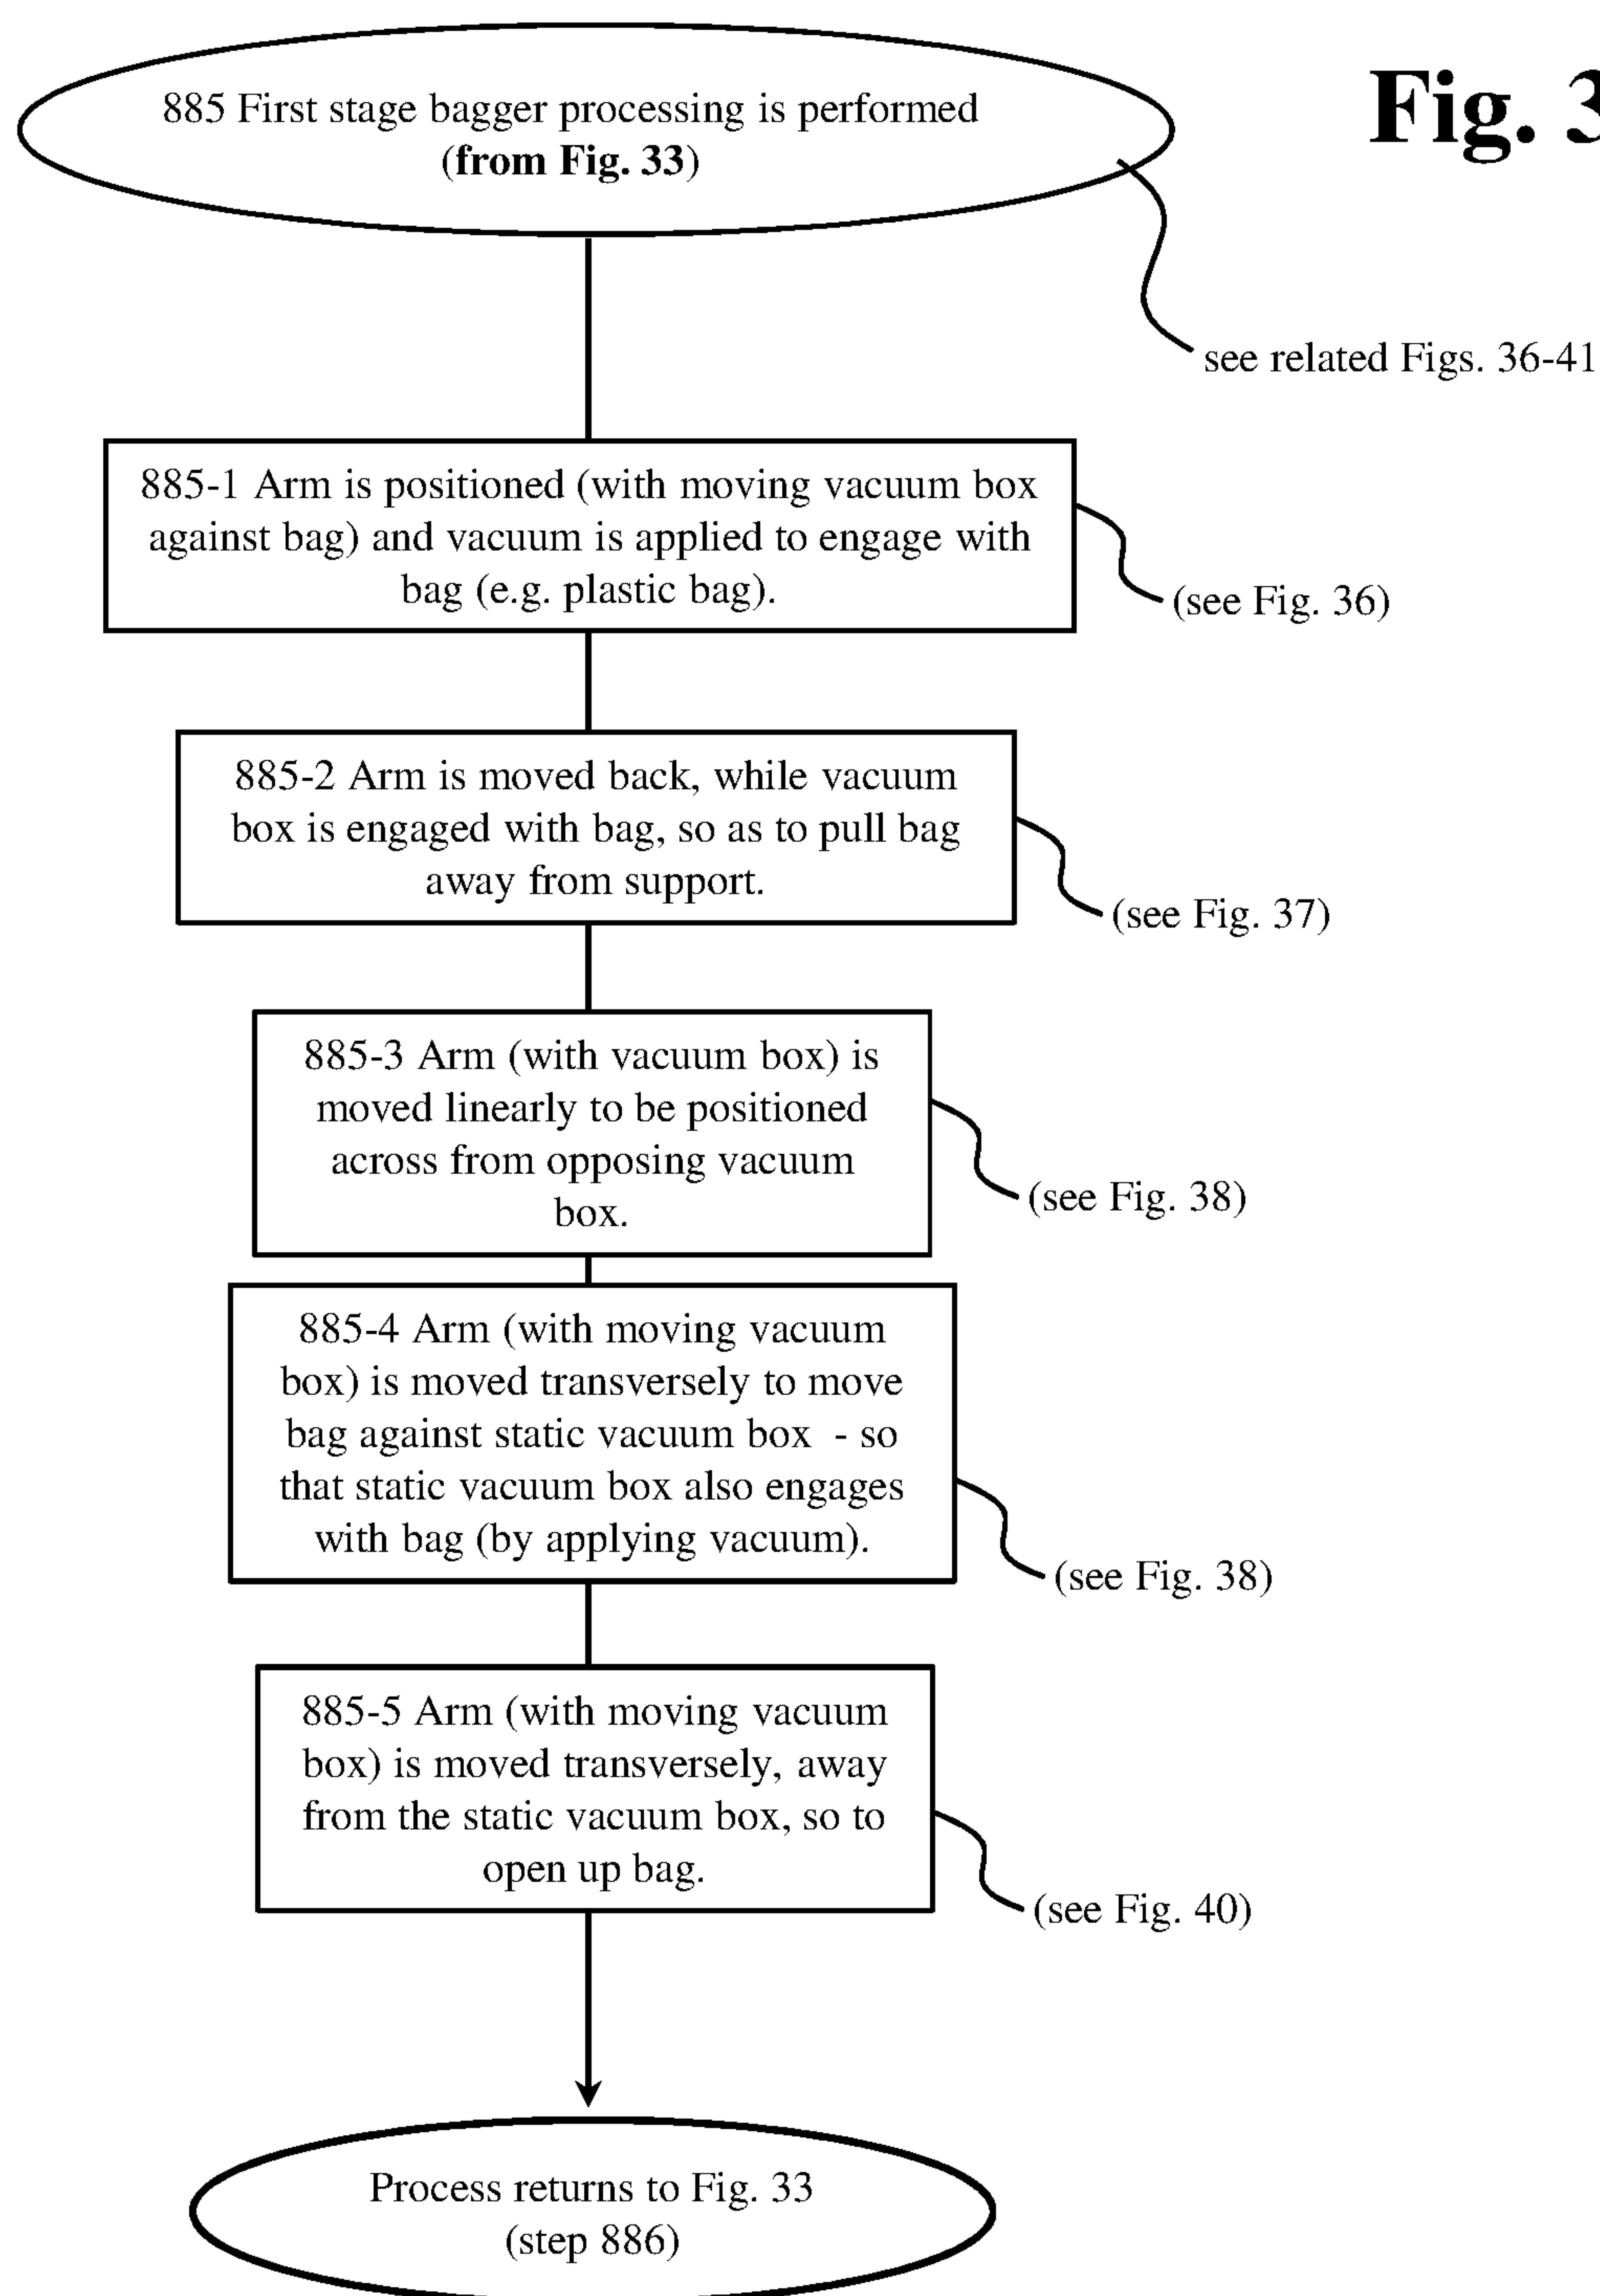 Fig. 3
885 First stage bagger processing is performed
(from Fig. 33)
see related Figs. 36-41
885-1 Arm is positioned (with moving vacuum box
against bag) and vacuum is applied to engage with
bag (e.g. plastic bag).
(see Fig. 36)
885-2 Arm is moved back, while vacuum
box is engaged with bag, so as to pull bag
away from support.
(see Fig. 37)
885-3 Arm (with vacuum box) is
moved linearly to be positioned
across from opposing vacuum
box.
(see Fig. 38)
885-4 Arm (with moving vacuum
box) is moved transversely to move
bag against static vacuum box - so
that static vacuum box also engages
with bag (by applying vacuum).
(see Fig. 38)
885-5 Arm (with moving vacuum
box) is moved transversely, away
from the static vacuum box, so to
open up bag.
(see Fig. 40)
Process returns to Fig. 33
(step 886)